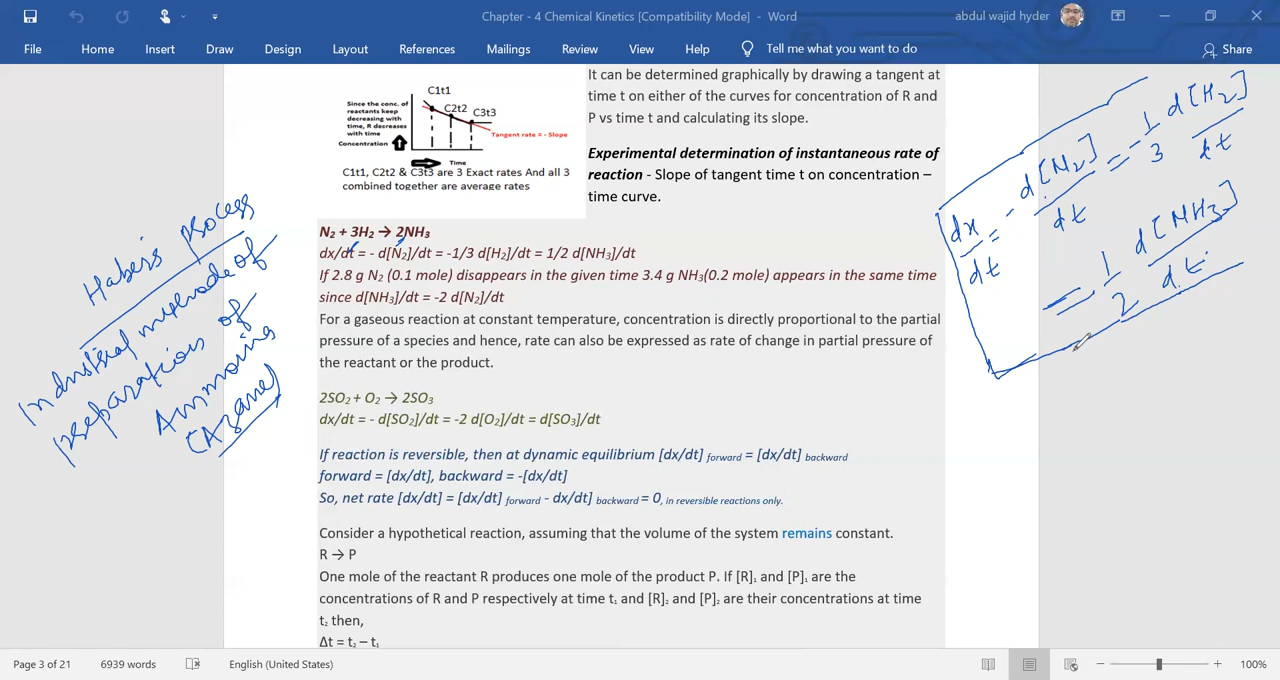 Chapter - 4 Chemical Kinetics [Compatibility Mode] - Word
abdul wajid hyder
File Home Insert Draw Design Layout References Mailings Review View Help Tell me what you want to do Share
Since the conc. of
reactants keep
decreasing with
time, R decreases
with time
Concentration
C1t1
C2t2
C3t3
Tangent rate = - Slope
Time
C1t1, C2t2 & C3t3 are 3 Exact rates And all 3
combined together are average rates
It can be determined graphically by drawing a tangent at
time t on either of the curves for concentration of R and
P vs time t and calculating its slope.
Experimental determination of instantaneous rate of
reaction - Slope of tangent time t on concentration –
time curve.
N₂ + 3H₂ → 2NH₃
dx/dt = - d[N₂]/dt = -1/3 d[H₂]/dt = 1/2 d[NH₃]/dt
If 2.8 g N₂ (0.1 mole) disappears in the given time 3.4 g NH₃(0.2 mole) appears in the same time
since d[NH₃]/dt = -2 d[N₂]/dt
For a gaseous reaction at constant temperature, concentration is directly proportional to the partial
pressure of a species and hence, rate can also be expressed as rate of change in partial pressure of
the reactant or the product.
2SO₂ + O₂ → 2SO₃
dx/dt = - d[SO₂]/dt = -2 d[O₂]/dt = d[SO₃]/dt
If reaction is reversible, then at dynamic equilibrium [dx/dt] forward = [dx/dt] backward
forward = [dx/dt], backward = -[dx/dt]
So, net rate [dx/dt] = [dx/dt] forward - dx/dt] backward = 0, in reversible reactions only.
Consider a hypothetical reaction, assuming that the volume of the system remains constant.
R → P
One mole of the reactant R produces one mole of the product P. If [R]₁ and [P]₁ are the
concentrations of R and P respectively at time t₁ and [R]₂ and [P]₂ are their concentrations at time
t₂ then,
Δt = t₂ – t₁
Haber's process
Industrial method of
preparation of
Ammonia
(Azane)
dx/dt = - d[N₂]/dt = -1/3 d[H₂]/dt
= 1/2 d[NH₃]/dt
Page 3 of 21 6939 words English (United States) 100%